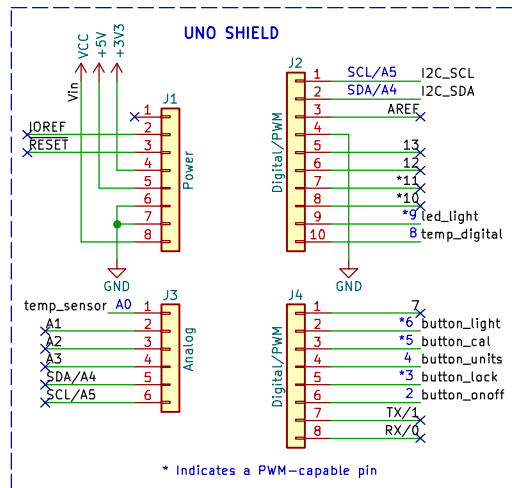 UNO SHIELD
VCC
+5V
+3V3
Vin
J1
1
IOREF 2
RESET 3
4
5
6
7
8
Power
GND
J2
SCL/A5 1 I2C_SCL
SDA/A4 2 I2C_SDA
3 AREF
4
5 13
6 12
7 *11
8 *10
9 *9 led_light
10 8 temp_digital
Digital/PWM
GND
J3
temp_sensor A0 1
A1 2
A2 3
A3 4
SDA/A4 5
SCL/A5 6
Analog
J4
1 7
2 *6 button_light
3 *5 button_cal
4 4 button_units
5 *3 button_lock
6 2 button_onoff
7 TX/1
8 RX/0
Digital/PWM
* Indicates a PWM-capable pin